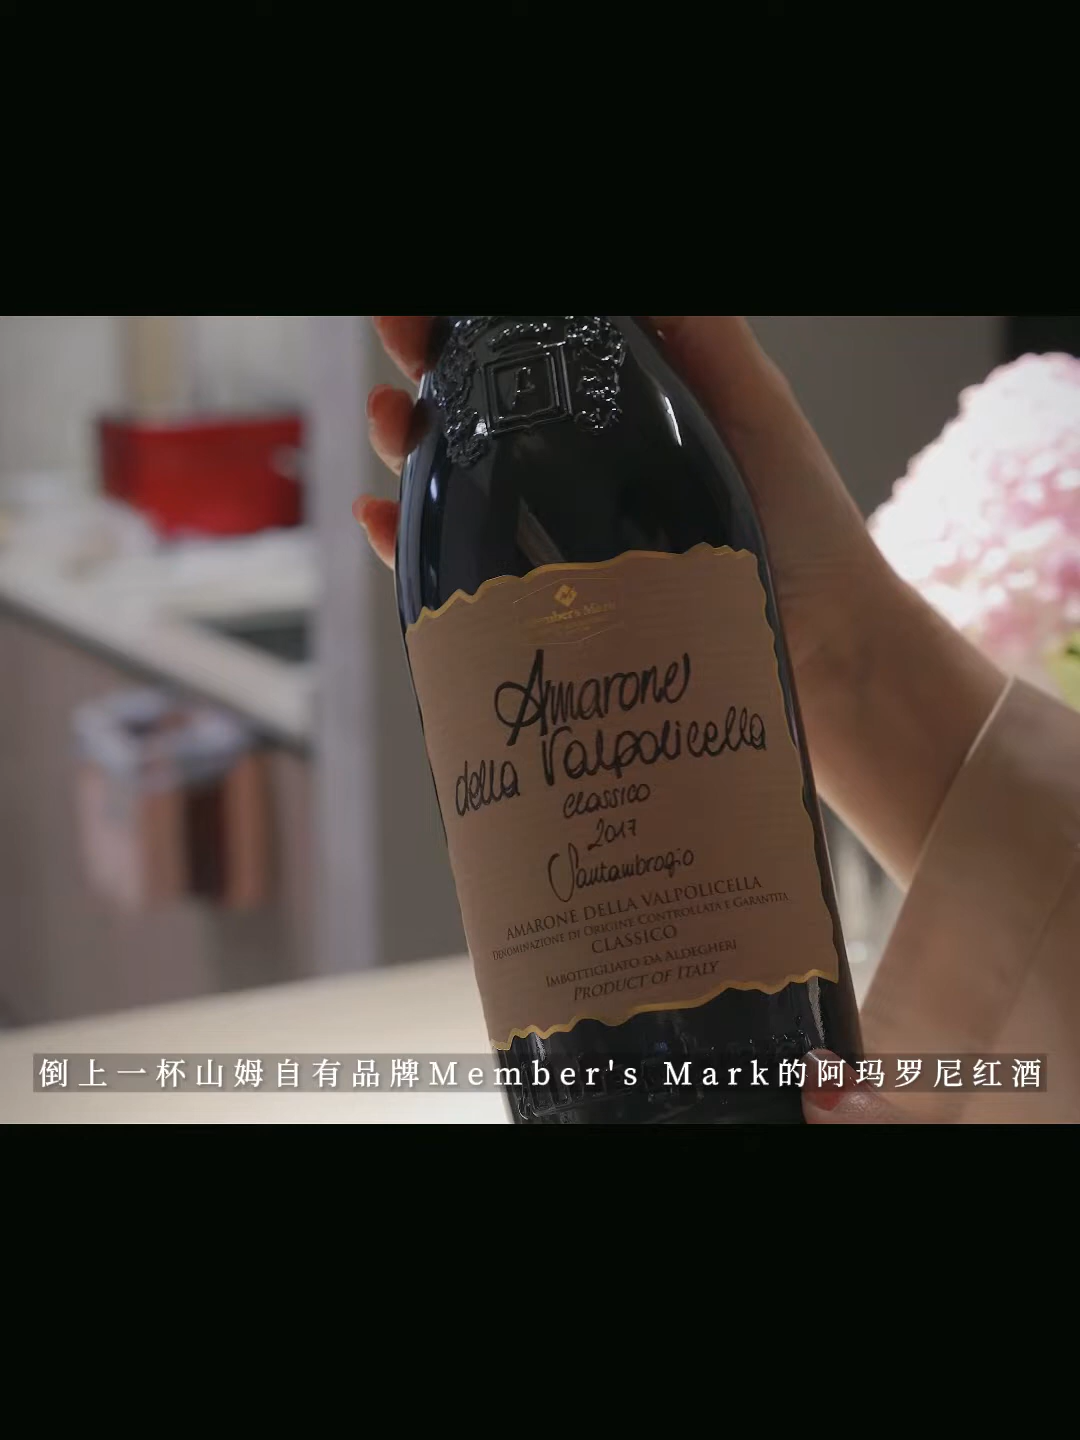 Member's Mark
Amarone
della Valpolicella
classico
2017
Santambrogio
AMARONE DELLA VALPOLICELLA
DENOMINAZIONE DI ORIGINE CONTROLLATA E GARANTITA
CLASSICO
IMBOTTIGLIATO DA ALDEGHERI
PRODUCT OF ITALY
倒上一杯山姆自有品牌Member's Mark的阿玛罗尼红酒